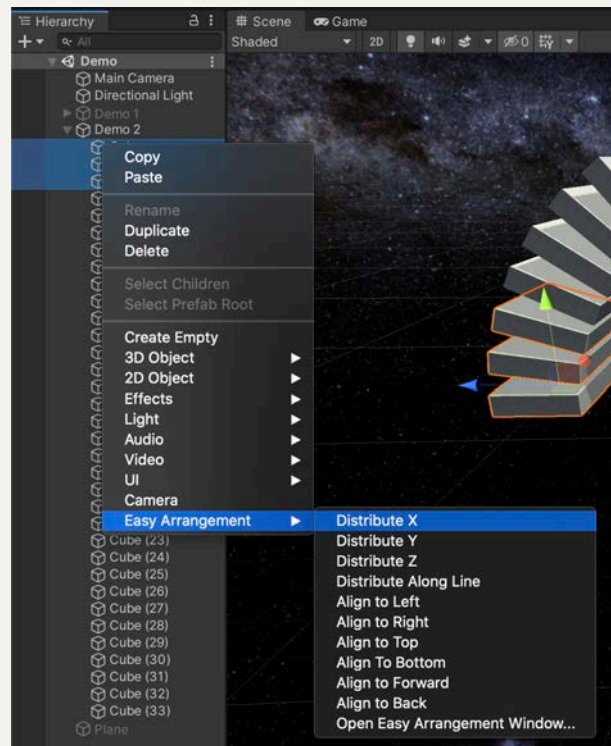 Hierarchy
Scene
Game
All
Shaded
2D
0
Demo
Main Camera
Directional Light
Demo 1
Demo 2
Copy
Paste
Rename
Duplicate
Delete
Select Children
Select Prefab Root
Create Empty
3D Object
2D Object
Effects
Light
Audio
Video
UI
Camera
Easy Arrangement
Distribute X
Distribute Y
Distribute Z
Distribute Along Line
Align to Left
Align to Right
Align to Top
Align To Bottom
Align to Forward
Align to Back
Open Easy Arrangement Window...
Cube (23)
Cube (24)
Cube (25)
Cube (26)
Cube (27)
Cube (28)
Cube (29)
Cube (30)
Cube (31)
Cube (32)
Cube (33)
Plane